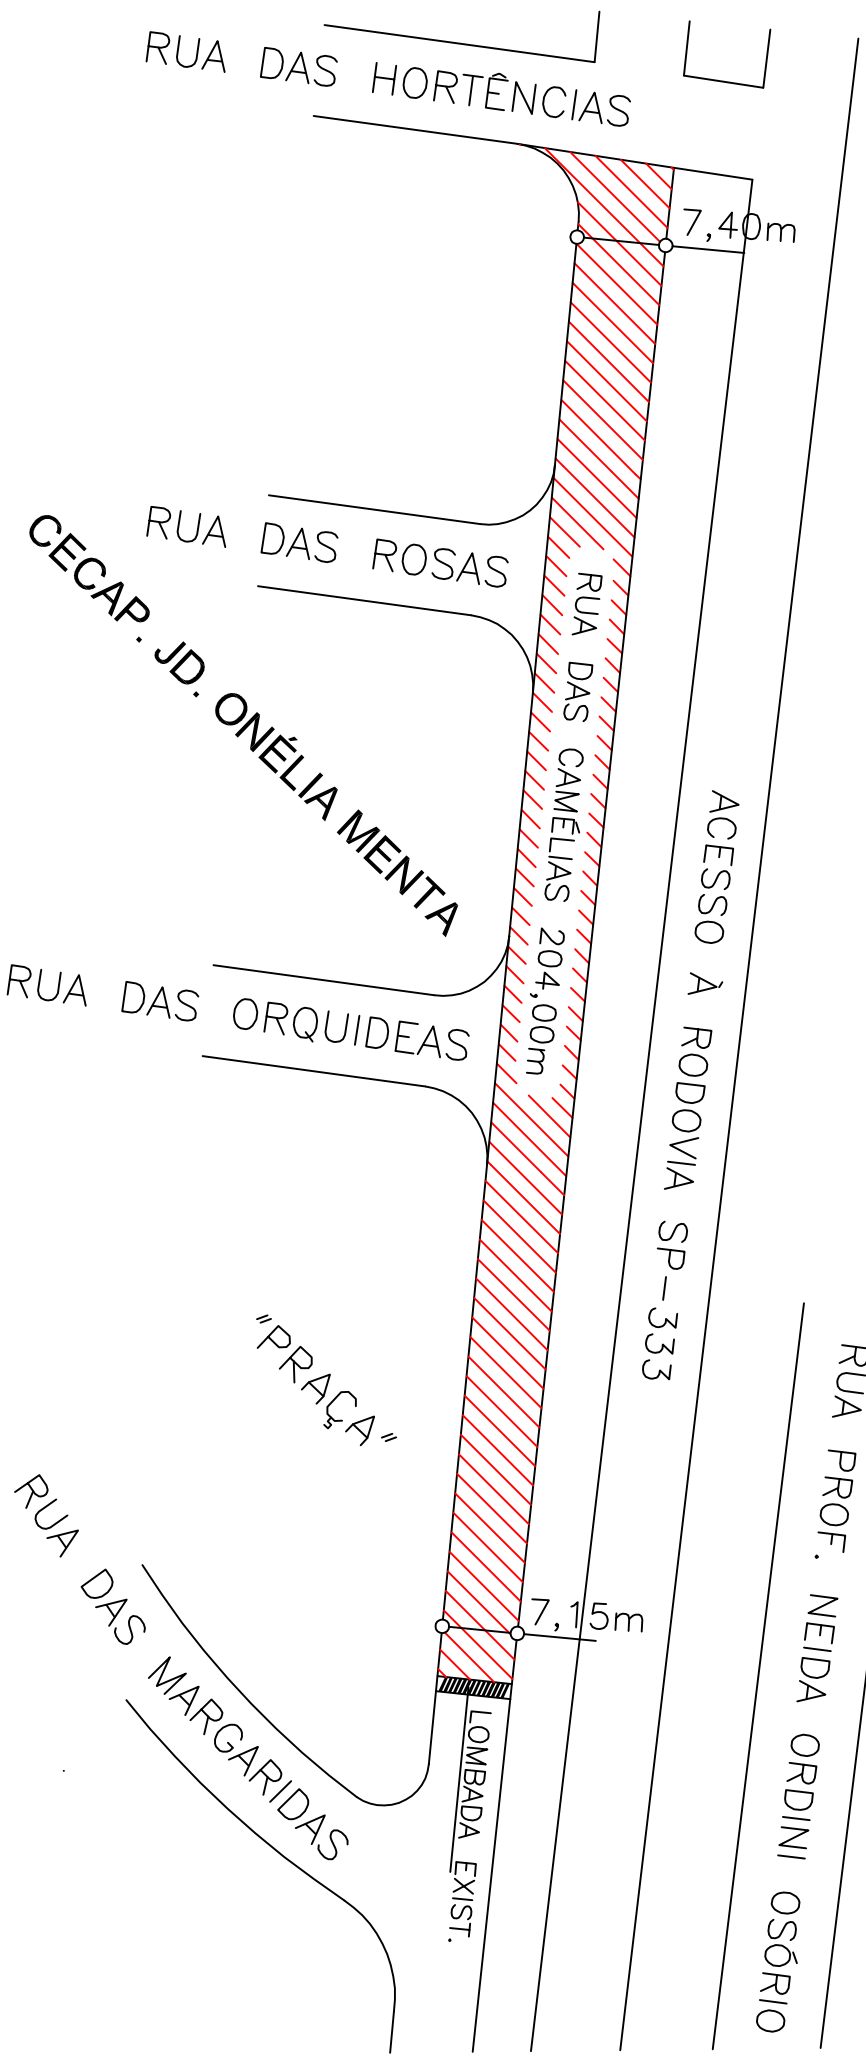 RUA DAS HORTÊNCIAS
7,40m
RUA DAS ROSAS
CECAP. JD. ONÉLIA MENTA
RUA DAS CAMÉLIAS 204,00m
ACESSO À RODOVIA SP-333
RUA DAS ORQUIDEAS
"PRAÇA"
RUA PROF. NEIDA ORDINI OSÓRIO
RUA DAS MARGARIDAS
7,15m
LOMBADA EXIST.